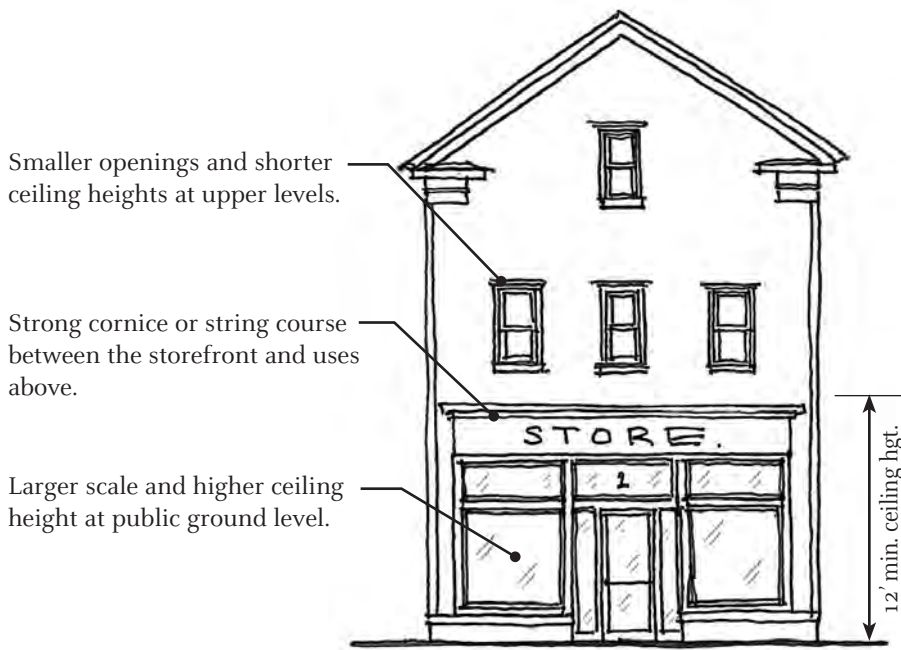 Smaller openings and shorter
ceiling heights at upper levels.
Strong cornice or string course
between the storefront and uses
above.
STORE.
2
Larger scale and higher ceiling
height at public ground level.
12' min. ceiling hgt.